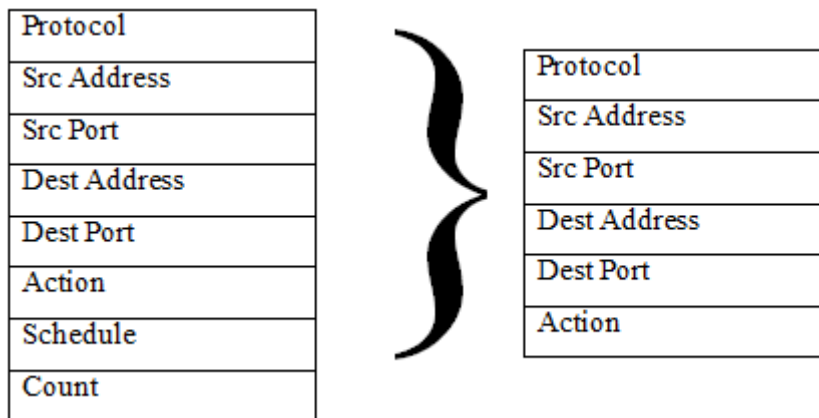 Protocol
Src Address
Src Port
Dest Address
Dest Port
Action
Schedule
Count
Protocol
Src Address
Src Port
Dest Address
Dest Port
Action